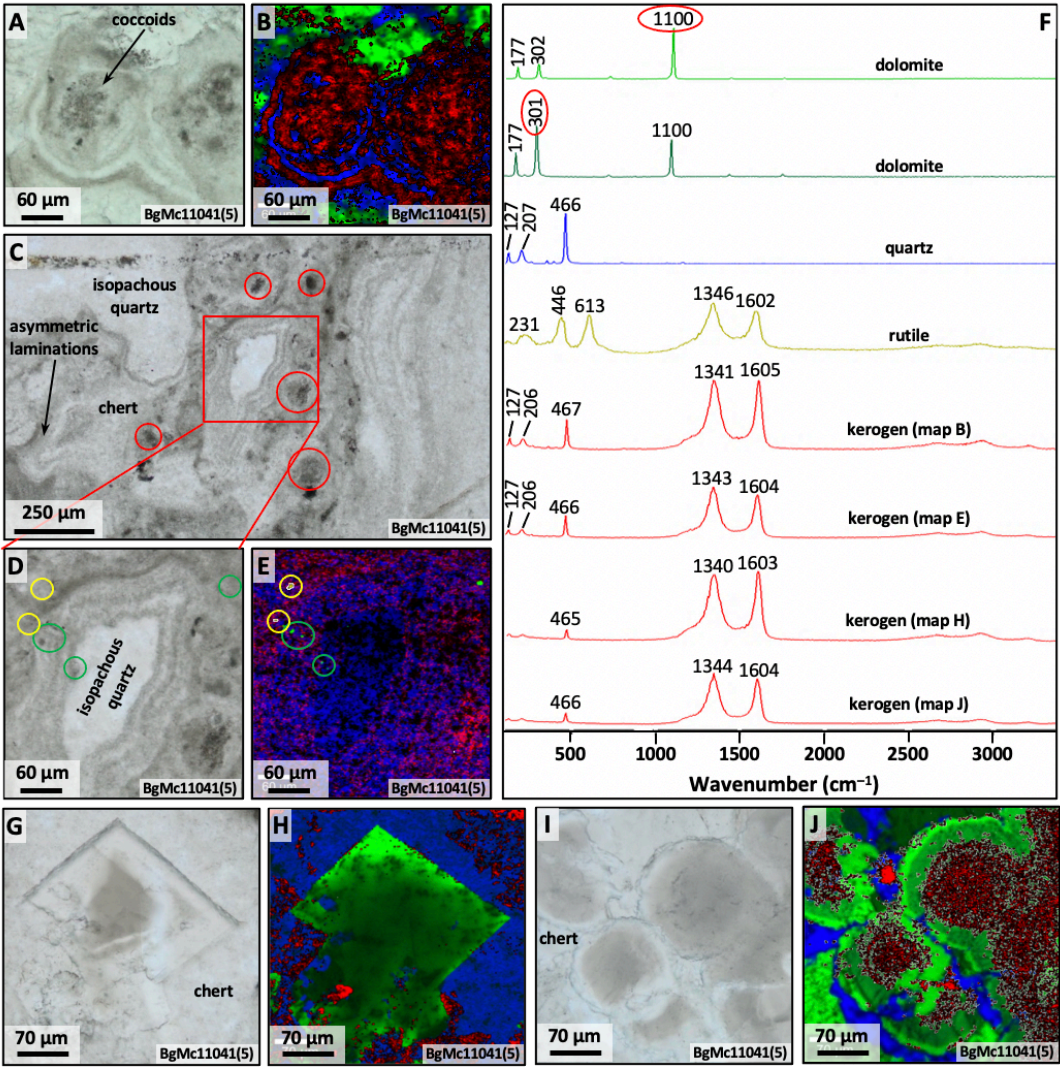 A
coccoids
60 μm
BgMc11041(5)
B
60 μm
BgMc11041(5)
C
isopachous
quartz
asymmetric
laminations
chert
250 μm
BgMc11041(5)
D
isopachous
quartz
60 μm
BgMc11041(5)
E
60 μm
BgMc11041(5)
F
177
302
1100
dolomite
177
301
1100
dolomite
127
207
466
quartz
231
446
613
1346
1602
rutile
127
206
467
1341
1605
kerogen (map B)
127
206
466
1343
1604
kerogen (map E)
465
1340
1603
kerogen (map H)
466
1344
1604
kerogen (map J)
500 1000 1500 2000 2500 3000
Wavenumber (cm⁻¹)
G
chert
70 μm
BgMc11041(5)
H
70 μm
BgMc11041(5)
I
chert
70 μm
BgMc11041(5)
J
70 μm
BgMc11041(5)